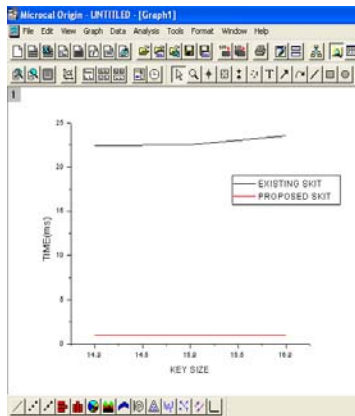 Microcal Origin - UNTITLED - [Graph1]
File Edit View Graph Data Analysis Tools Format Window Help
1
25
20
15
10
5
0
TIME(ms)
EXISTING SKIT
PROPOSED SKIT
14.0 14.5 15.0 15.5 16.0
KEY SIZE